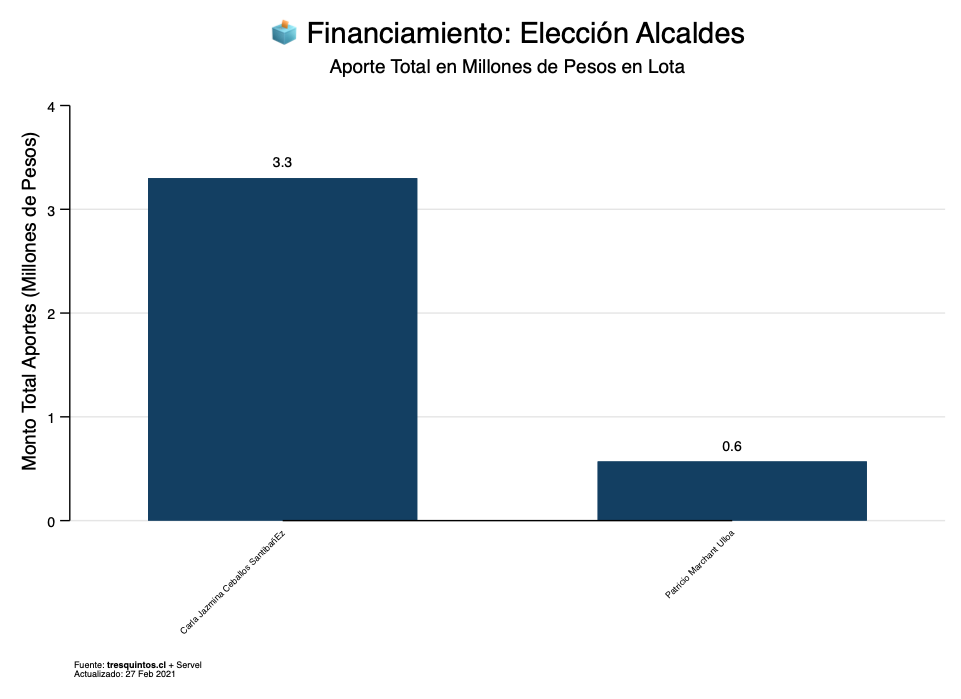 🗳️ Financiamiento: Elección Alcaldes
Aporte Total en Millones de Pesos en Lota
Monto Total Aportes (Millones de Pesos)
4
3
2
1
0
3.3
0.6
Carla Jazmina Ceballos SantibañEz
Patricio Marchant Ulloa
Fuente: tresquintos.cl + Servel
Actualizado: 27 Feb 2021